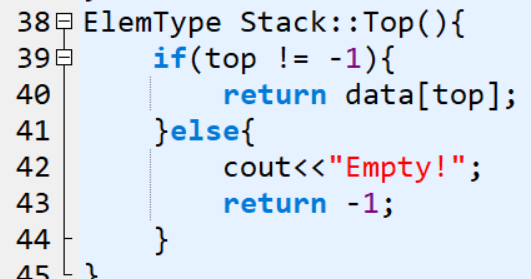 38 ElemType Stack::Top(){
39 if(top != -1){
40 return data[top];
41 }else{
42 cout<<"Empty!";
43 return -1;
44 }
45 }